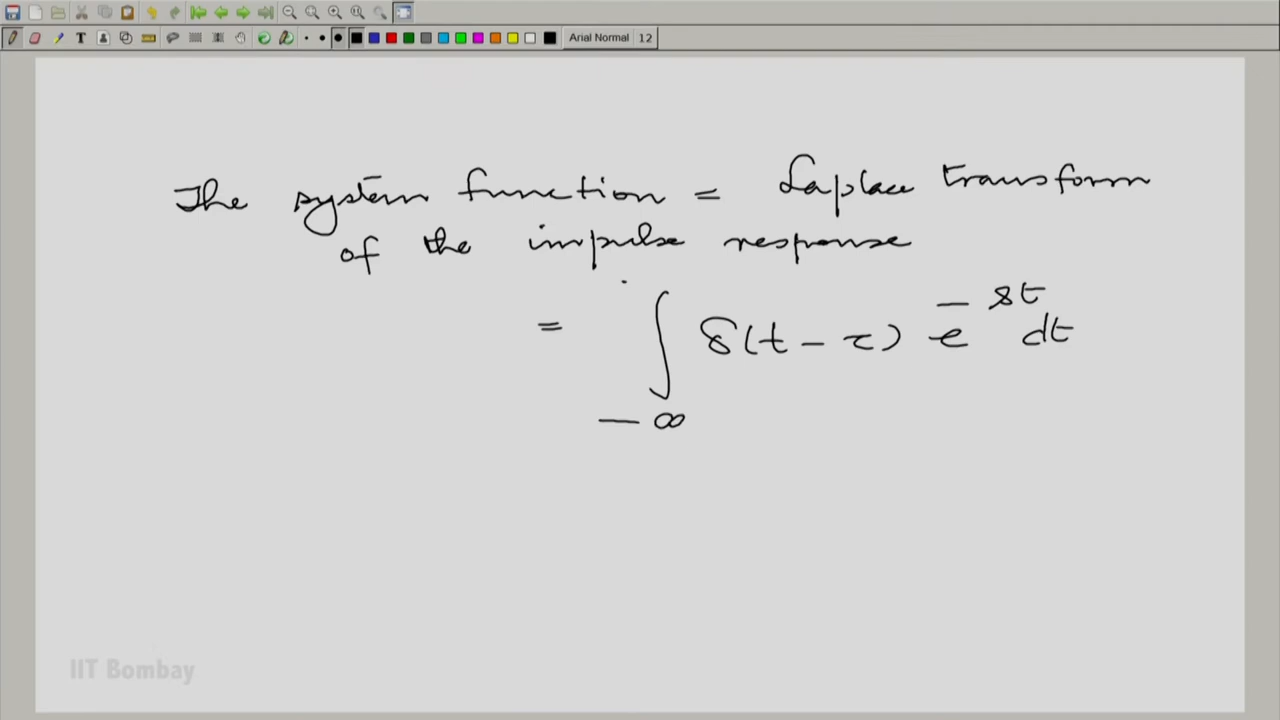 Arial Normal 12
The system function = Laplace transform
of the impulse response
= ∫ δ(t - τ) e^{-st} dt
-∞
IIT Bombay